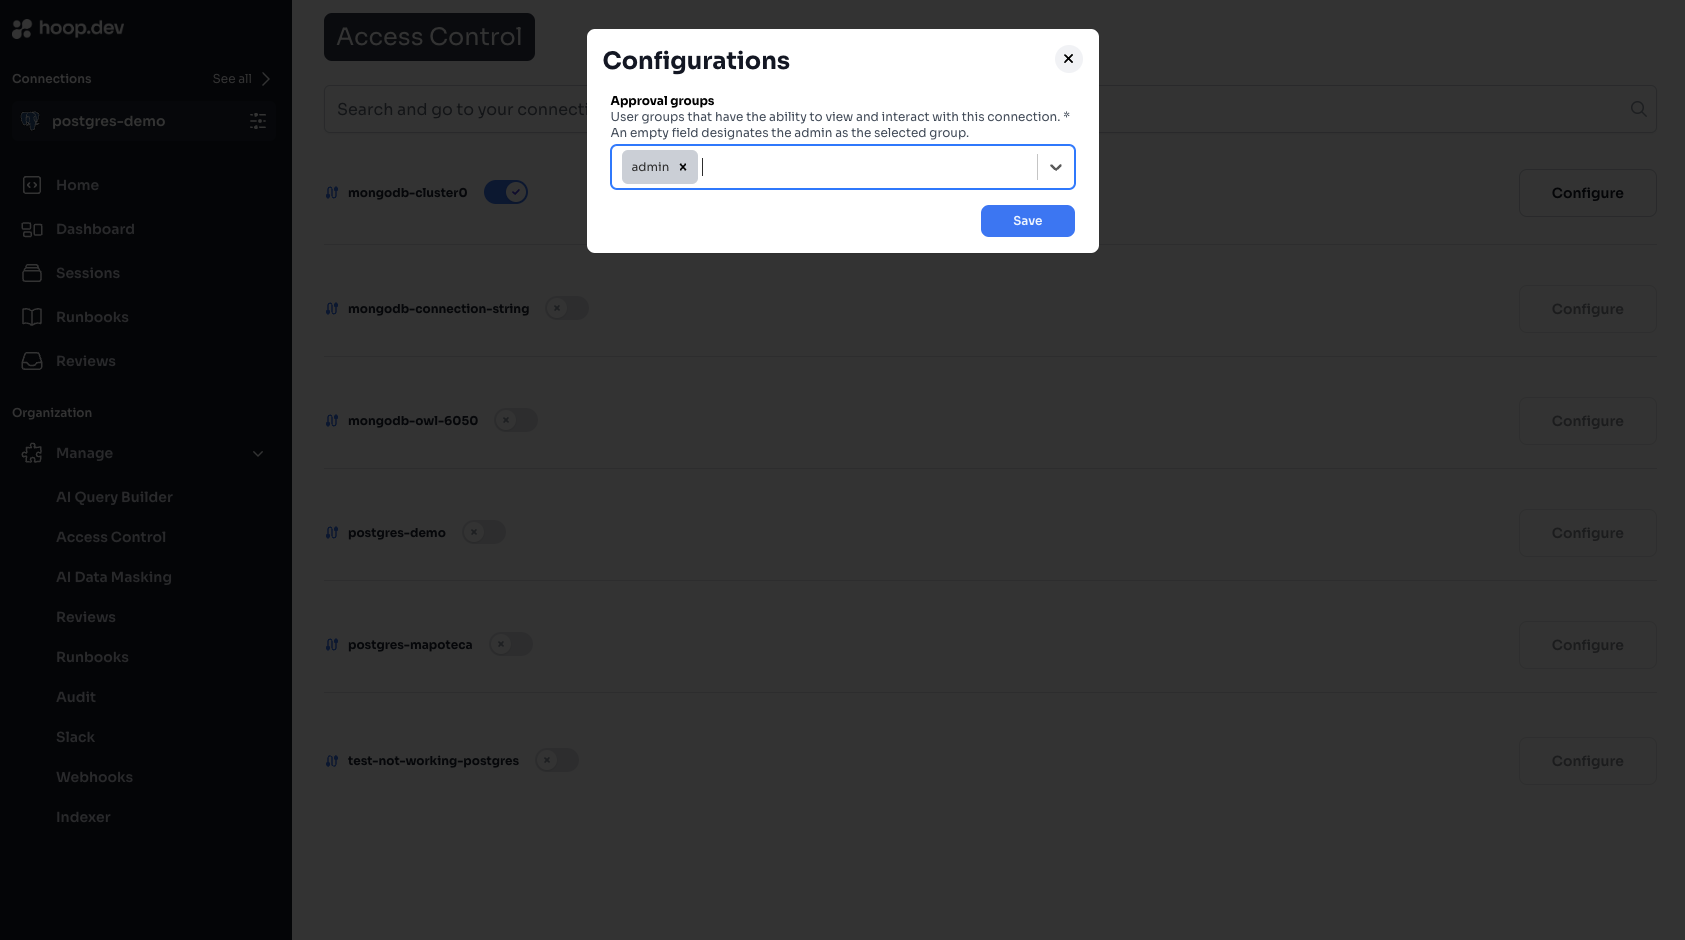 hoop.dev
Connections
See all
postgres-demo
Home
Dashboard
Sessions
Runbooks
Reviews
Organization
Manage
AI Query Builder
Access Control
AI Data Masking
Reviews
Runbooks
Audit
Slack
Webhooks
Indexer
Access Control
Search and go to your connecti
mongodb-cluster0
Configure
mongodb-connection-string
Configure
mongodb-owl-6050
Configure
postgres-demo
Configure
postgres-mapoteca
Configure
test-not-working-postgres
Configure
Configurations
Approval groups
User groups that have the ability to view and interact with this connection. *
An empty field designates the admin as the selected group.
admin
Save